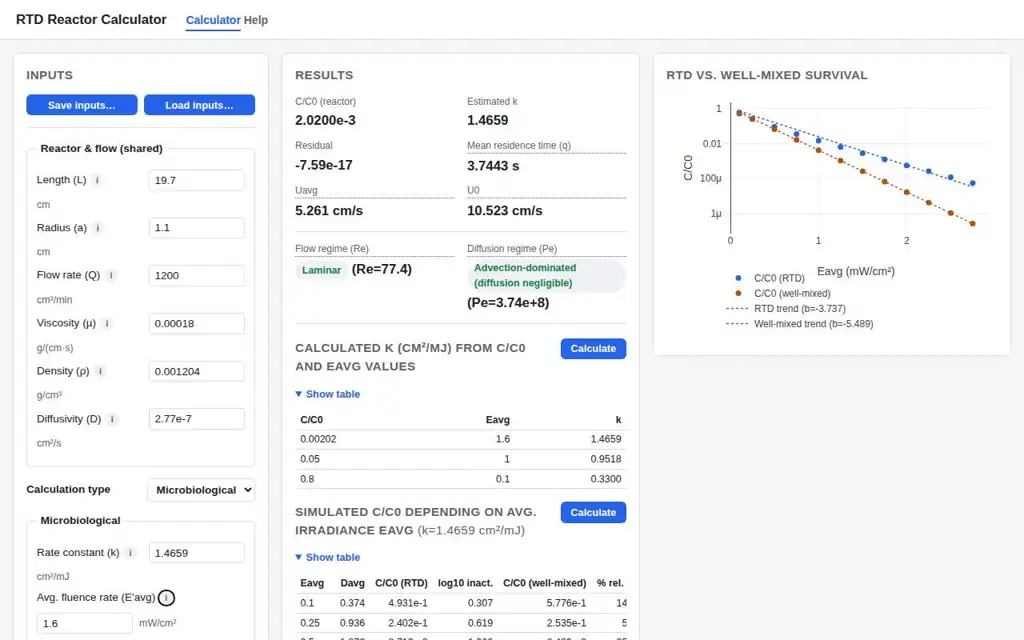 RTD Reactor Calculator Calculator Help
INPUTS
Save inputs… Load inputs…
Reactor & flow (shared)
Length (L) i 19.7
cm
Radius (a) i 1.1
cm
Flow rate (Q) i 1200
cm³/min
Viscosity (μ) i 0.00018
g/(cm·s)
Density (ρ) i 0.001204
g/cm³
Diffusivity (D) i 2.77e-7
cm²/s
Calculation type Microbiological
Microbiological
Rate constant (k) i 1.4659
cm²/mJ
Avg. fluence rate (E'avg) i
1.6 mW/cm²
RESULTS
C/C0 (reactor) Estimated k
2.0200e-3 1.4659
Residual Mean residence time (q)
-7.59e-17 3.7443 s
Uavg U0
5.261 cm/s 10.523 cm/s
Flow regime (Re) Diffusion regime (Pe)
Laminar (Re=77.4) Advection-dominated
(diffusion negligible)
(Pe=3.74e+8)
CALCULATED K (CM²/MJ) FROM C/C0 Calculate
AND EAVG VALUES
▼ Show table
C/C0 Eavg k
0.00202 1.6 1.4659
0.05 1 0.9518
0.8 0.1 0.3300
SIMULATED C/C0 DEPENDING ON AVG. Calculate
IRRADIANCE EAVG (k=1.4659 cm²/mJ)
▼ Show table
Eavg Davg C/C0 (RTD) log10 inact. C/C0 (well-mixed) % rel.
0.1 0.374 4.931e-1 0.307 5.776e-1 14
0.25 0.936 2.402e-1 0.619 2.535e-1 5
RTD VS. WELL-MIXED SURVIVAL
1
0.01
100μ
1μ
C/C0
0 1 2
Eavg (mW/cm²)
C/C0 (RTD)
C/C0 (well-mixed)
RTD trend (b=-3.737)
Well-mixed trend (b=-5.489)